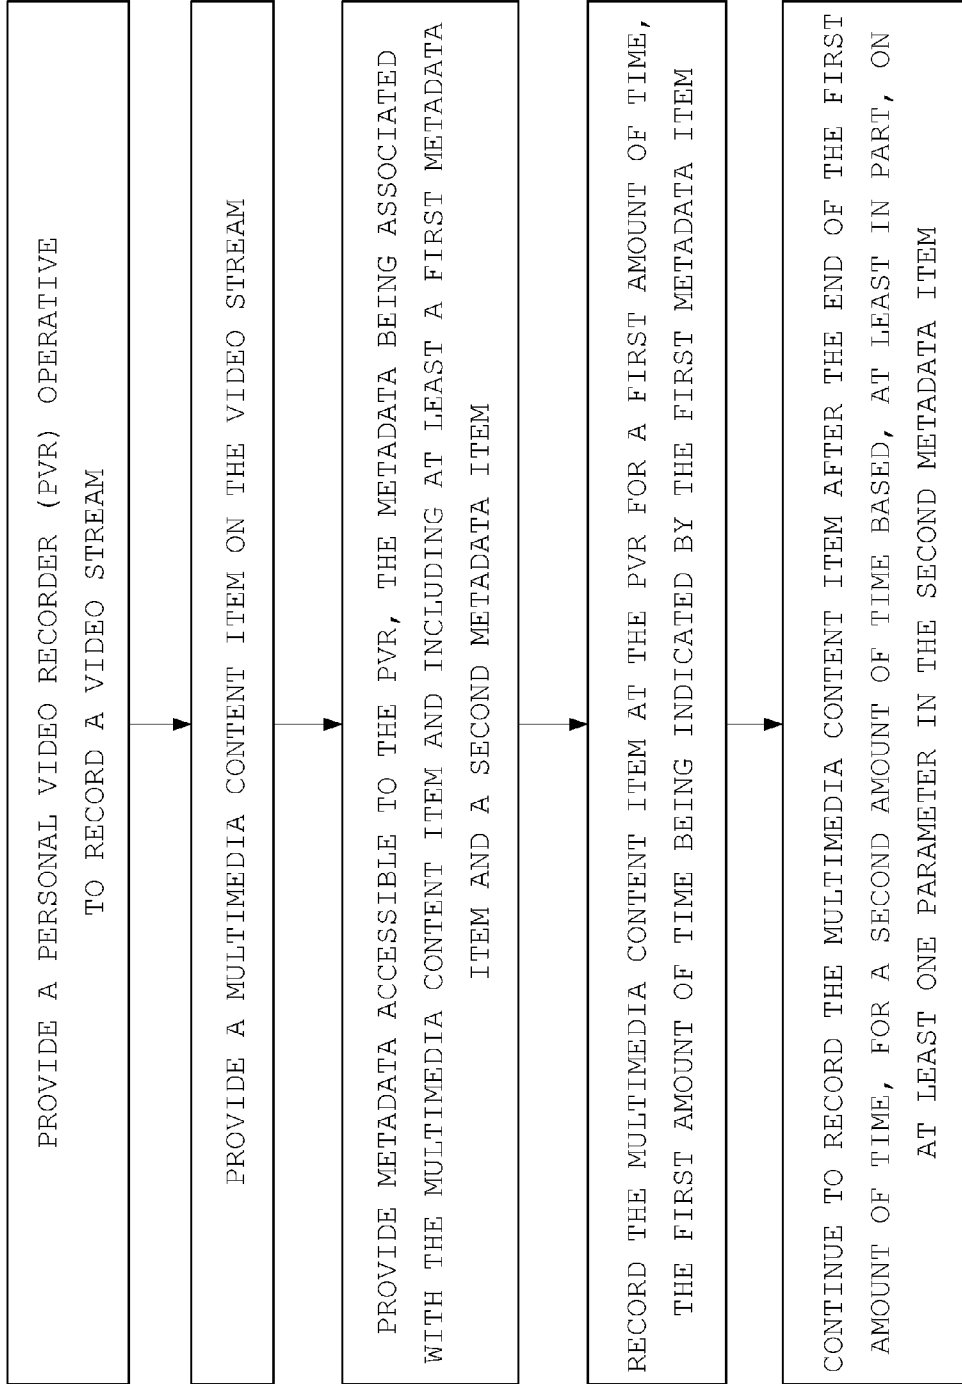 PROVIDE A PERSONAL VIDEO RECORDER (PVR) OPERATIVE
TO RECORD A VIDEO STREAM
PROVIDE A MULTIMEDIA CONTENT ITEM ON THE VIDEO STREAM
PROVIDE METADATA ACCESSIBLE TO THE PVR, THE METADATA BEING ASSOCIATED
WITH THE MULTIMEDIA CONTENT ITEM AND INCLUDING AT LEAST A FIRST METADATA
ITEM AND A SECOND METADATA ITEM
RECORD THE MULTIMEDIA CONTENT ITEM AT THE PVR FOR A FIRST AMOUNT OF TIME,
THE FIRST AMOUNT OF TIME BEING INDICATED BY THE FIRST METADATA ITEM
CONTINUE TO RECORD THE MULTIMEDIA CONTENT ITEM AFTER THE END OF THE FIRST
AMOUNT OF TIME, FOR A SECOND AMOUNT OF TIME BASED, AT LEAST IN PART, ON
AT LEAST ONE PARAMETER IN THE SECOND METADATA ITEM